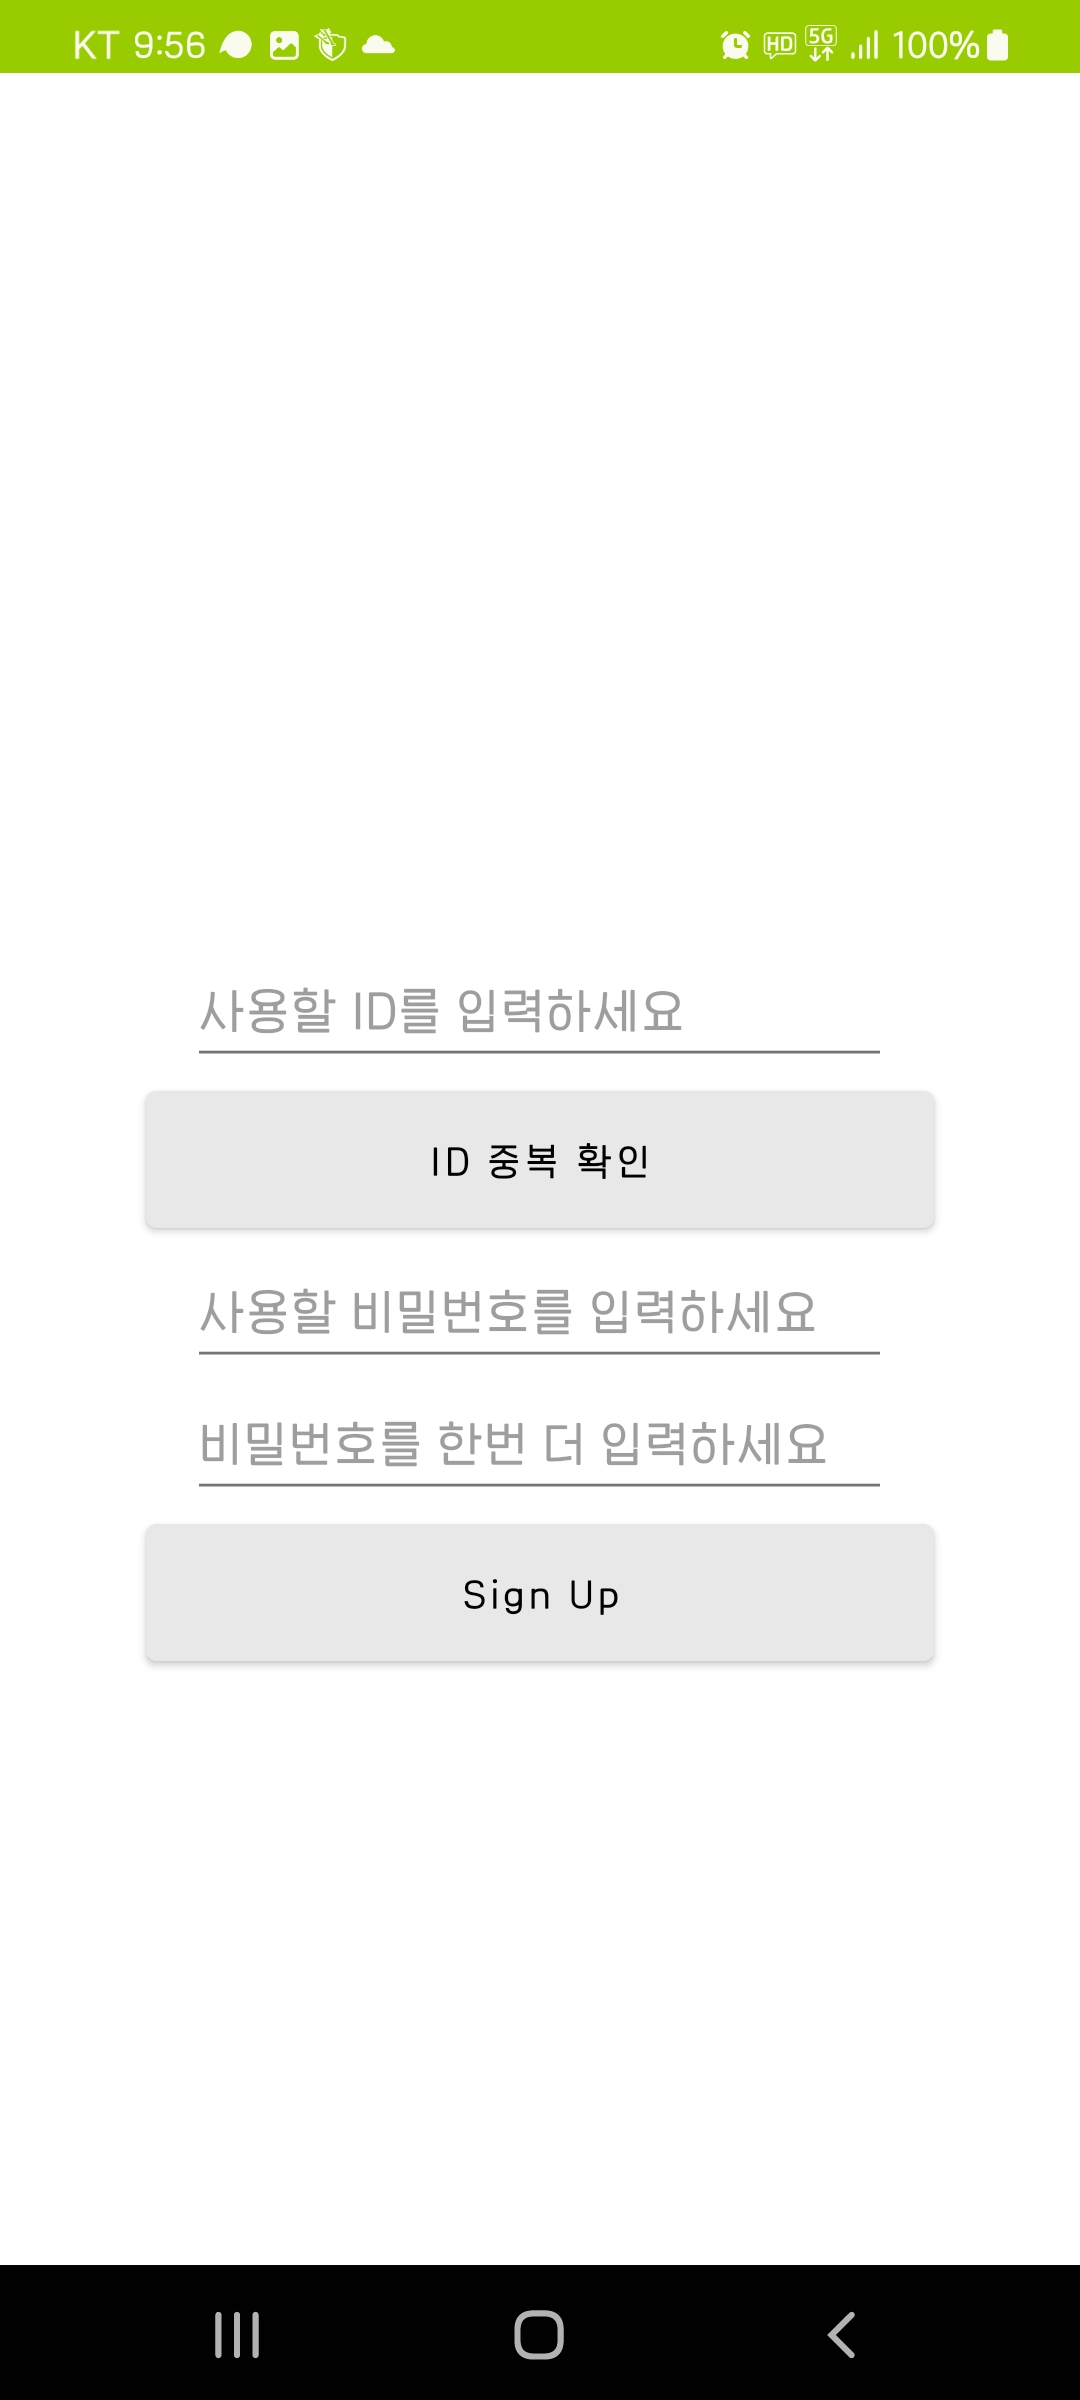 KT 9:56 HD 5G 100%
사용할 ID를 입력하세요
ID 중복 확인
사용할 비밀번호를 입력하세요
비밀번호를 한번 더 입력하세요
Sign Up